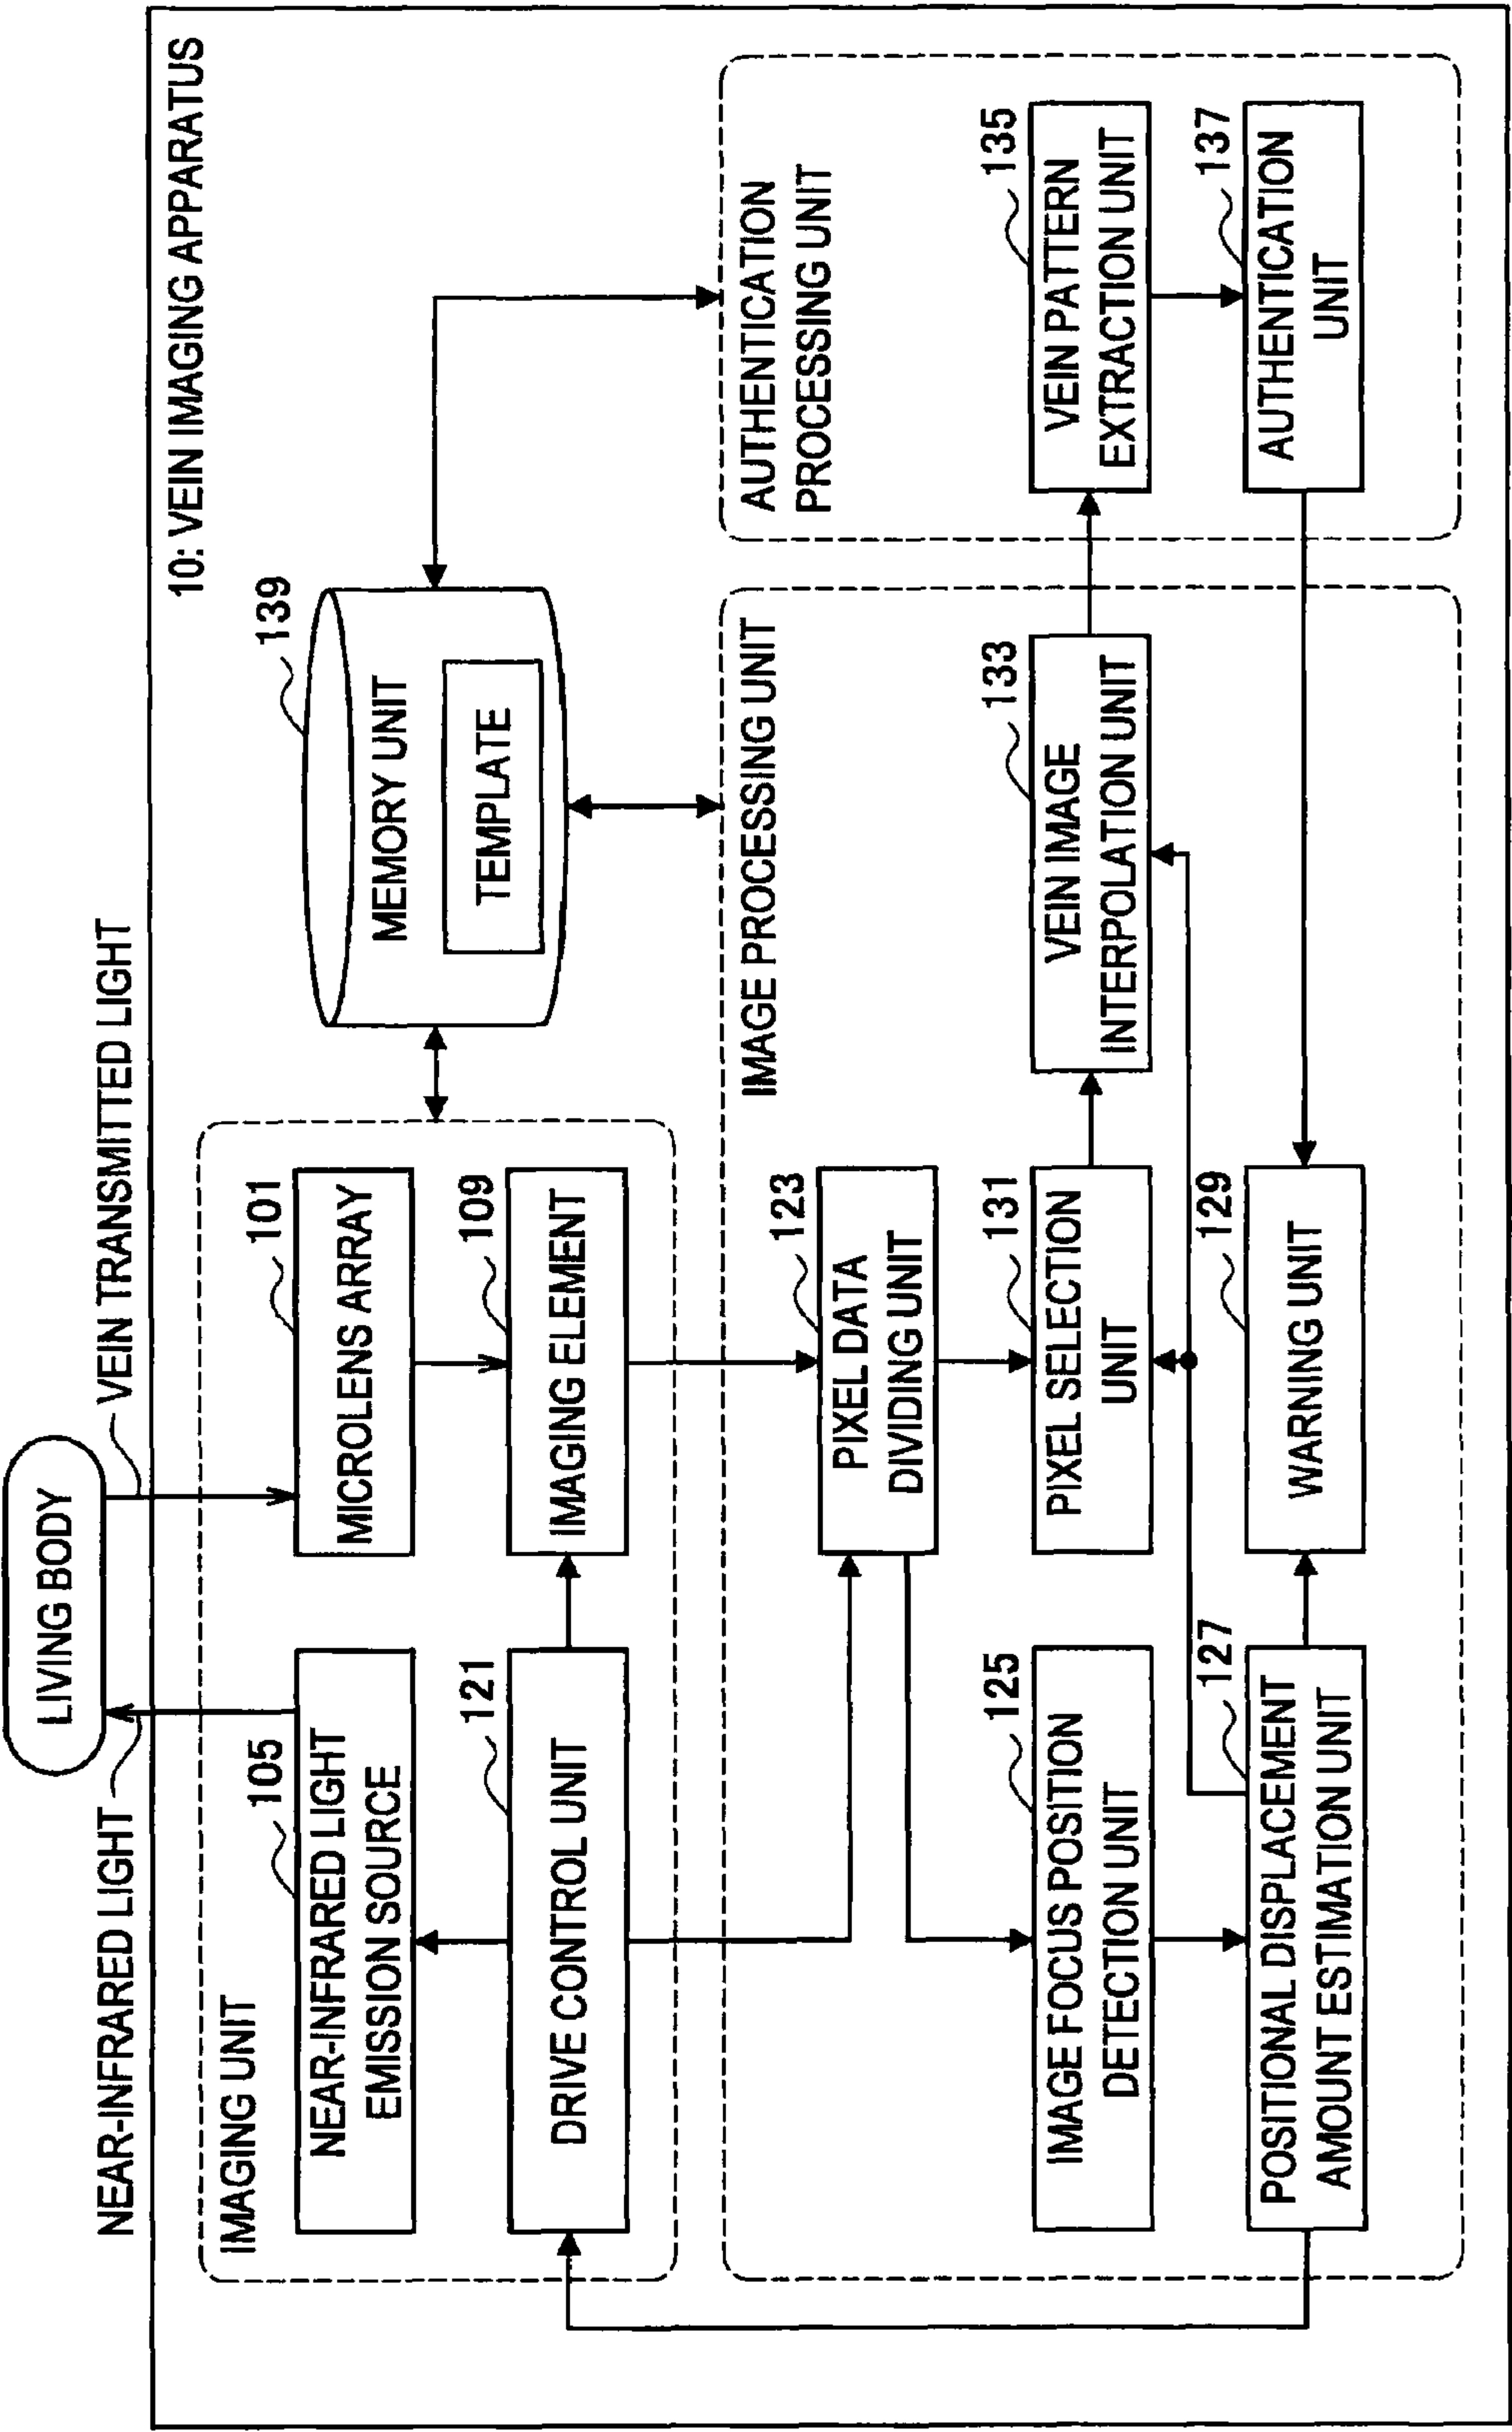 LIVING BODY
NEAR-INFRARED LIGHT
VEIN TRANSMITTED LIGHT
10: VEIN IMAGING APPARATUS
IMAGING UNIT
105
NEAR-INFRARED LIGHT
EMISSION SOURCE
101
MICROLENS ARRAY
121
DRIVE CONTROL UNIT
109
IMAGING ELEMENT
139
MEMORY UNIT
TEMPLATE
IMAGE PROCESSING UNIT
123
PIXEL DATA
DIVIDING UNIT
125
IMAGE FOCUS POSITION
DETECTION UNIT
131
PIXEL SELECTION
UNIT
133
VEIN IMAGE
INTERPOLATION UNIT
127
POSITIONAL DISPLACEMENT
AMOUNT ESTIMATION UNIT
129
WARNING UNIT
AUTHENTICATION
PROCESSING UNIT
135
VEIN PATTERN
EXTRACTION UNIT
137
AUTHENTICATION
UNIT